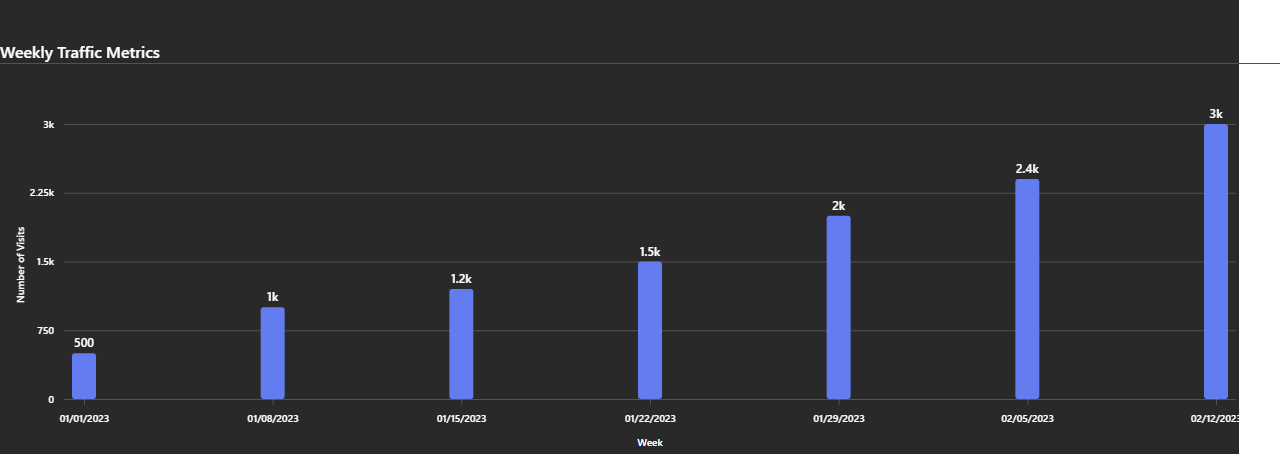 Weekly Traffic Metrics
3k
3k
2.4k
2.25k
2k
1.5k
1.5k
1.2k
1k
750
500
0
Number of Visits
01/01/2023 01/08/2023 01/15/2023 01/22/2023 01/29/2023 02/05/2023 02/12/2023
Week